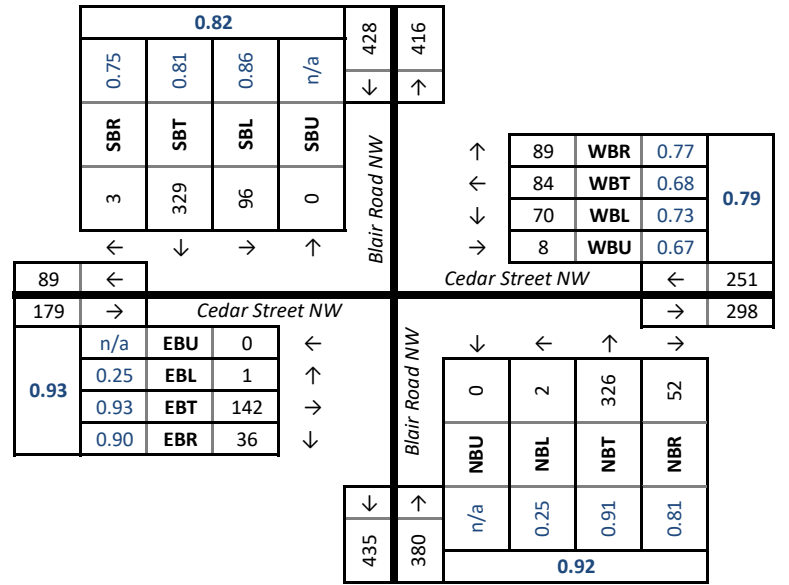 0.82
428
416
0.75 0.81 0.86 n/a
↓ ↑
SBR SBT SBL SBU
3 329 96 0
← ↓ → ↑
Blair Road NW
↑ 89 WBR 0.77
← 84 WBT 0.68
↓ 70 WBL 0.73
→ 8 WBU 0.67
0.79
89 ←
Cedar Street NW
← 251
179 →
Cedar Street NW
→ 298
0.93
n/a EBU 0 ←
0.25 EBL 1 ↑
0.93 EBT 142 →
0.90 EBR 36 ↓
Blair Road NW
↓ ← ↑ →
0 2 326 52
NBU NBL NBT NBR
n/a 0.25 0.91 0.81
↓ ↑
435
380
0.92